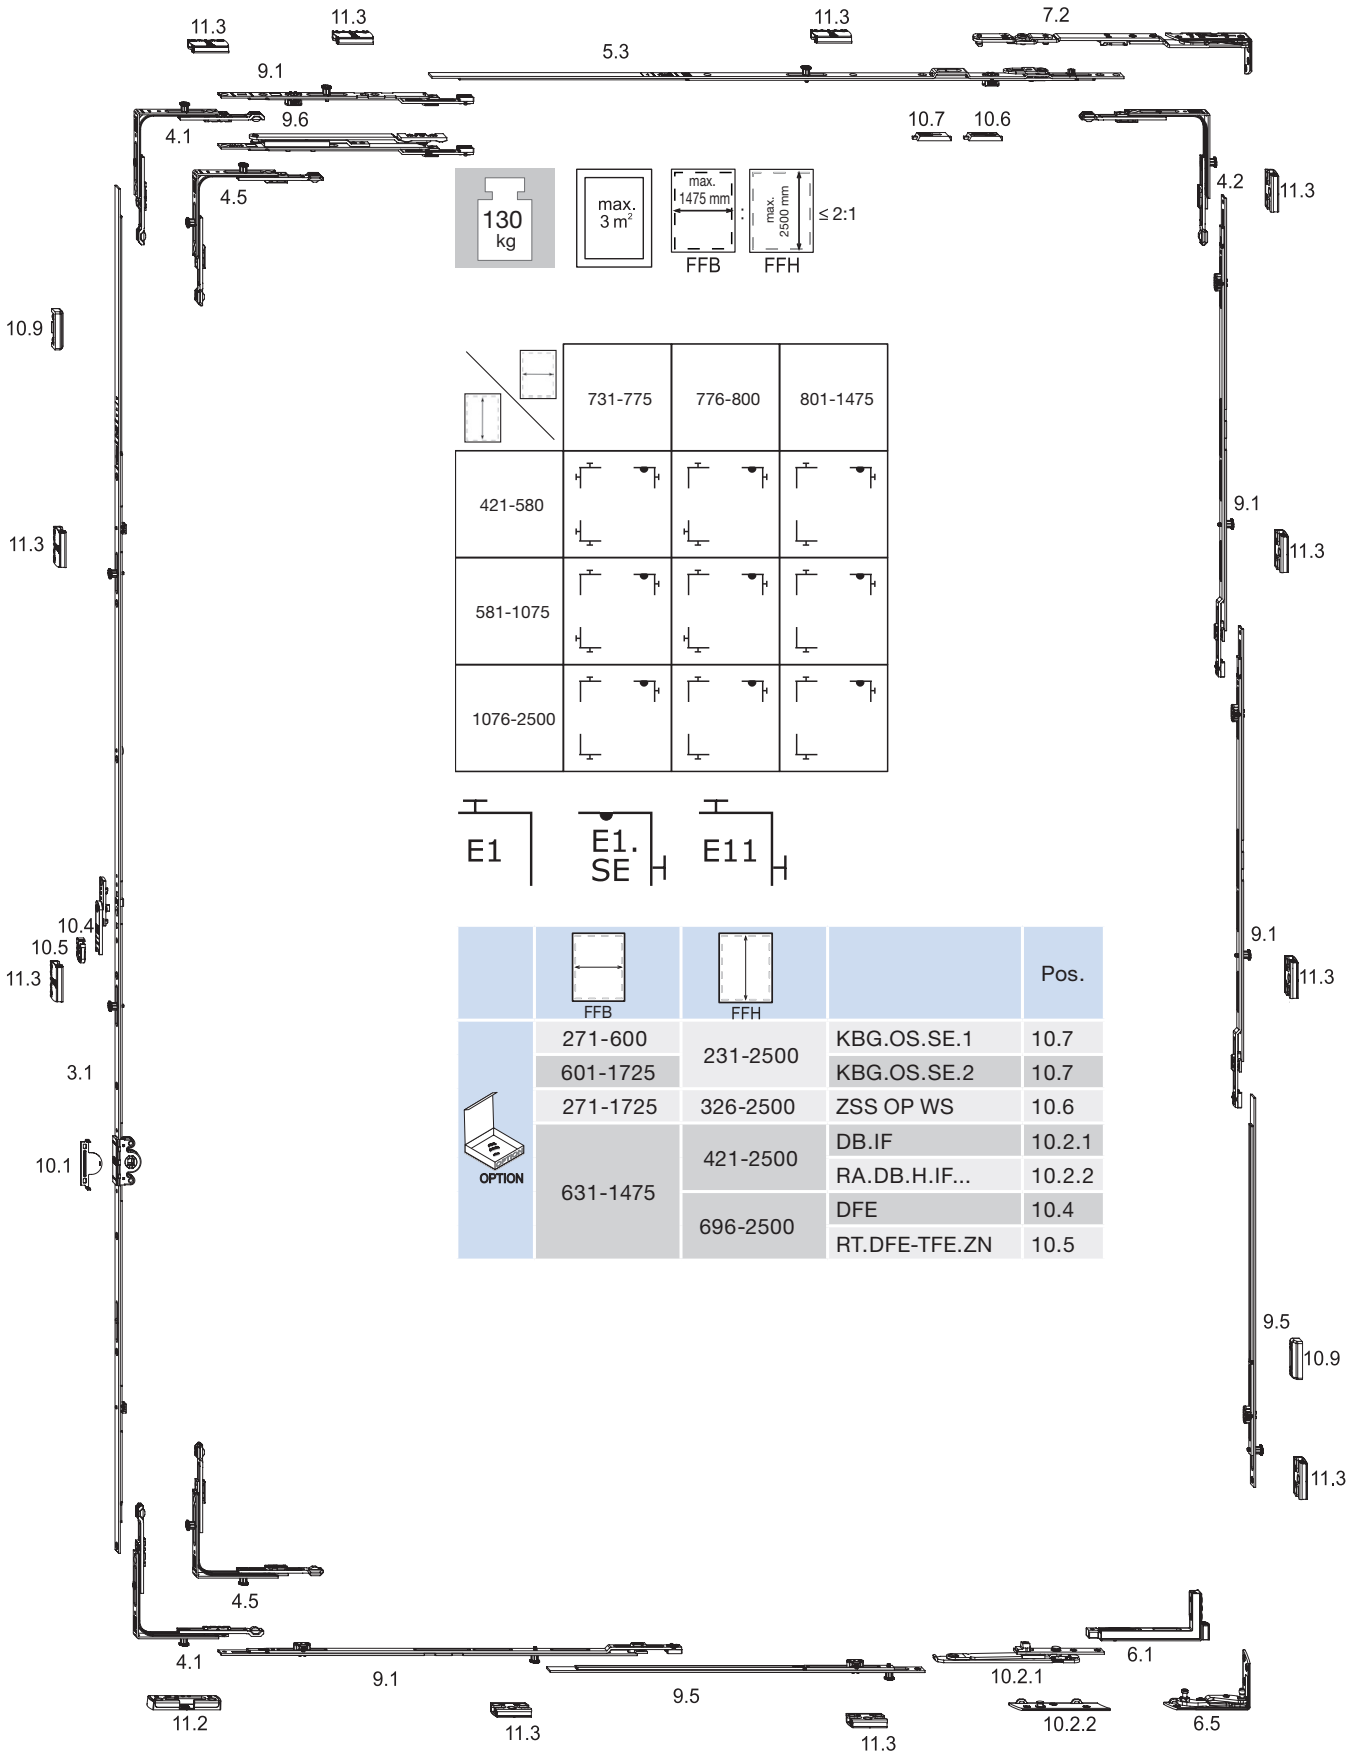 11.3
11.3
11.3
7.2
5.3
9.1
4.1
9.6
10.7
10.6
4.5
4.2
11.3
130
kg
max.
3 m²
max.
1475 mm
FFB
:
max.
2500 mm
FFH
≤ 2:1
10.9
731-775
776-800
801-1475
421-580
581-1075
1076-2500
9.1
11.3
11.3
E1
E1.
SE
E11
10.4
10.5
11.3
9.1
11.3
3.1
10.1
FFB
FFH
Pos.
271-600
231-2500
KBG.OS.SE.1
10.7
601-1725
KBG.OS.SE.2
10.7
271-1725
326-2500
ZSS OP WS
10.6
631-1475
421-2500
DB.IF
10.2.1
RA.DB.H.IF...
10.2.2
696-2500
DFE
10.4
RT.DFE-TFE.ZN
10.5
OPTION
OPTION
9.5
10.9
11.3
4.5
4.1
9.1
9.5
10.2.1
6.1
11.2
11.3
11.3
10.2.2
6.5